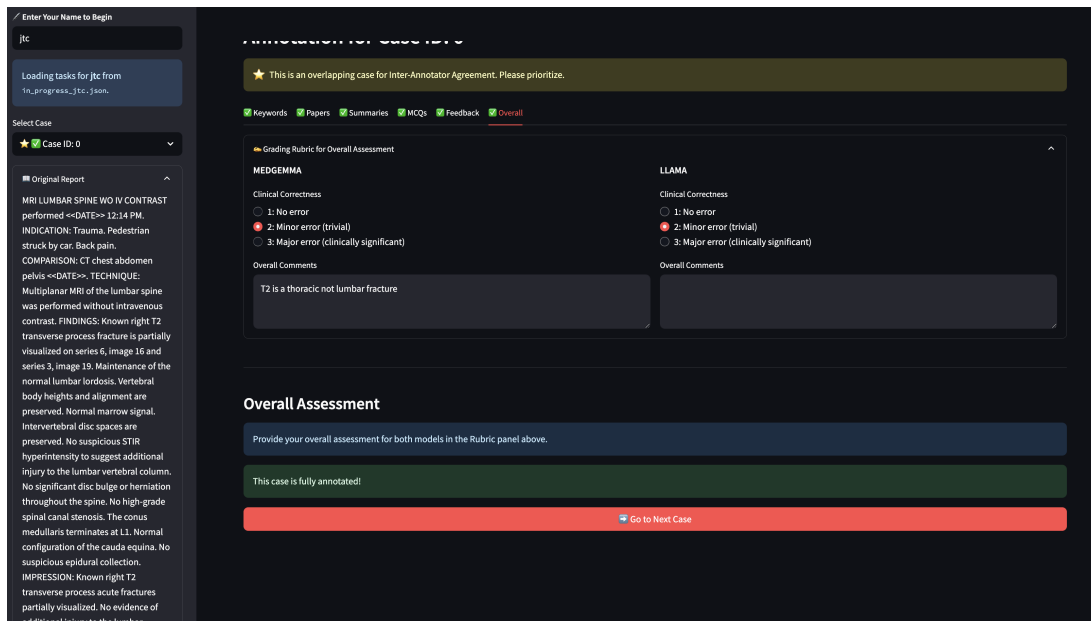 Enter Your Name to Begin
jtc
Loading tasks for jtc from
in_progress_jtc.json.
Select Case
Case ID: 0
Original Report
MRI LUMBAR SPINE WO IV CONTRAST
performed <<DATE>> 12:14 PM.
INDICATION: Trauma. Pedestrian
struck by car. Back pain.
COMPARISON: CT chest abdomen
pelvis <<DATE>>. TECHNIQUE:
Multiplanar MRI of the lumbar spine
was performed without intravenous
contrast. FINDINGS: Known right T2
transverse process fracture is partially
visualized on series 6, image 16 and
series 3, image 19. Maintenance of the
normal lumbar lordosis. Vertebral
body heights and alignment are
preserved. Normal marrow signal.
Intervertebral disc spaces are
preserved. No suspicious STIR
hyperintensity to suggest additional
injury to the lumbar vertebral column.
No significant disc bulge or herniation
throughout the spine. No high-grade
spinal canal stenosis. The conus
medullaris terminates at L1. Normal
configuration of the cauda equina. No
suspicious epidural collection.
IMPRESSION: Known right T2
transverse process acute fractures
partially visualized. No evidence of
additional injury to the lumbar
Annotation for Case ID: 0
This is an overlapping case for Inter-Annotator Agreement. Please prioritize.
Keywords Papers Summaries MCQs Feedback Overall
Grading Rubric for Overall Assessment
MEDGEMMA
Clinical Correctness
1: No error
2: Minor error (trivial)
3: Major error (clinically significant)
Overall Comments
T2 is a thoracic not lumbar fracture
LLAMA
Clinical Correctness
1: No error
2: Minor error (trivial)
3: Major error (clinically significant)
Overall Comments
Overall Assessment
Provide your overall assessment for both models in the Rubric panel above.
This case is fully annotated!
Go to Next Case